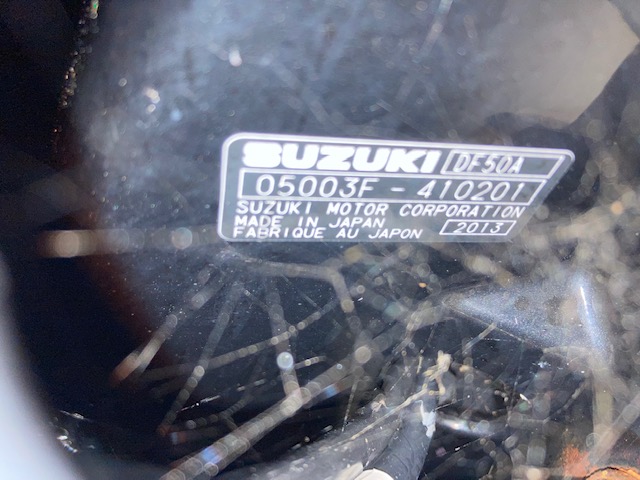 SUZUKI DF50A
05003F-410201
SUZUKI MOTOR CORPORATION
MADE IN JAPAN 2013
FABRIQUE AU JAPON